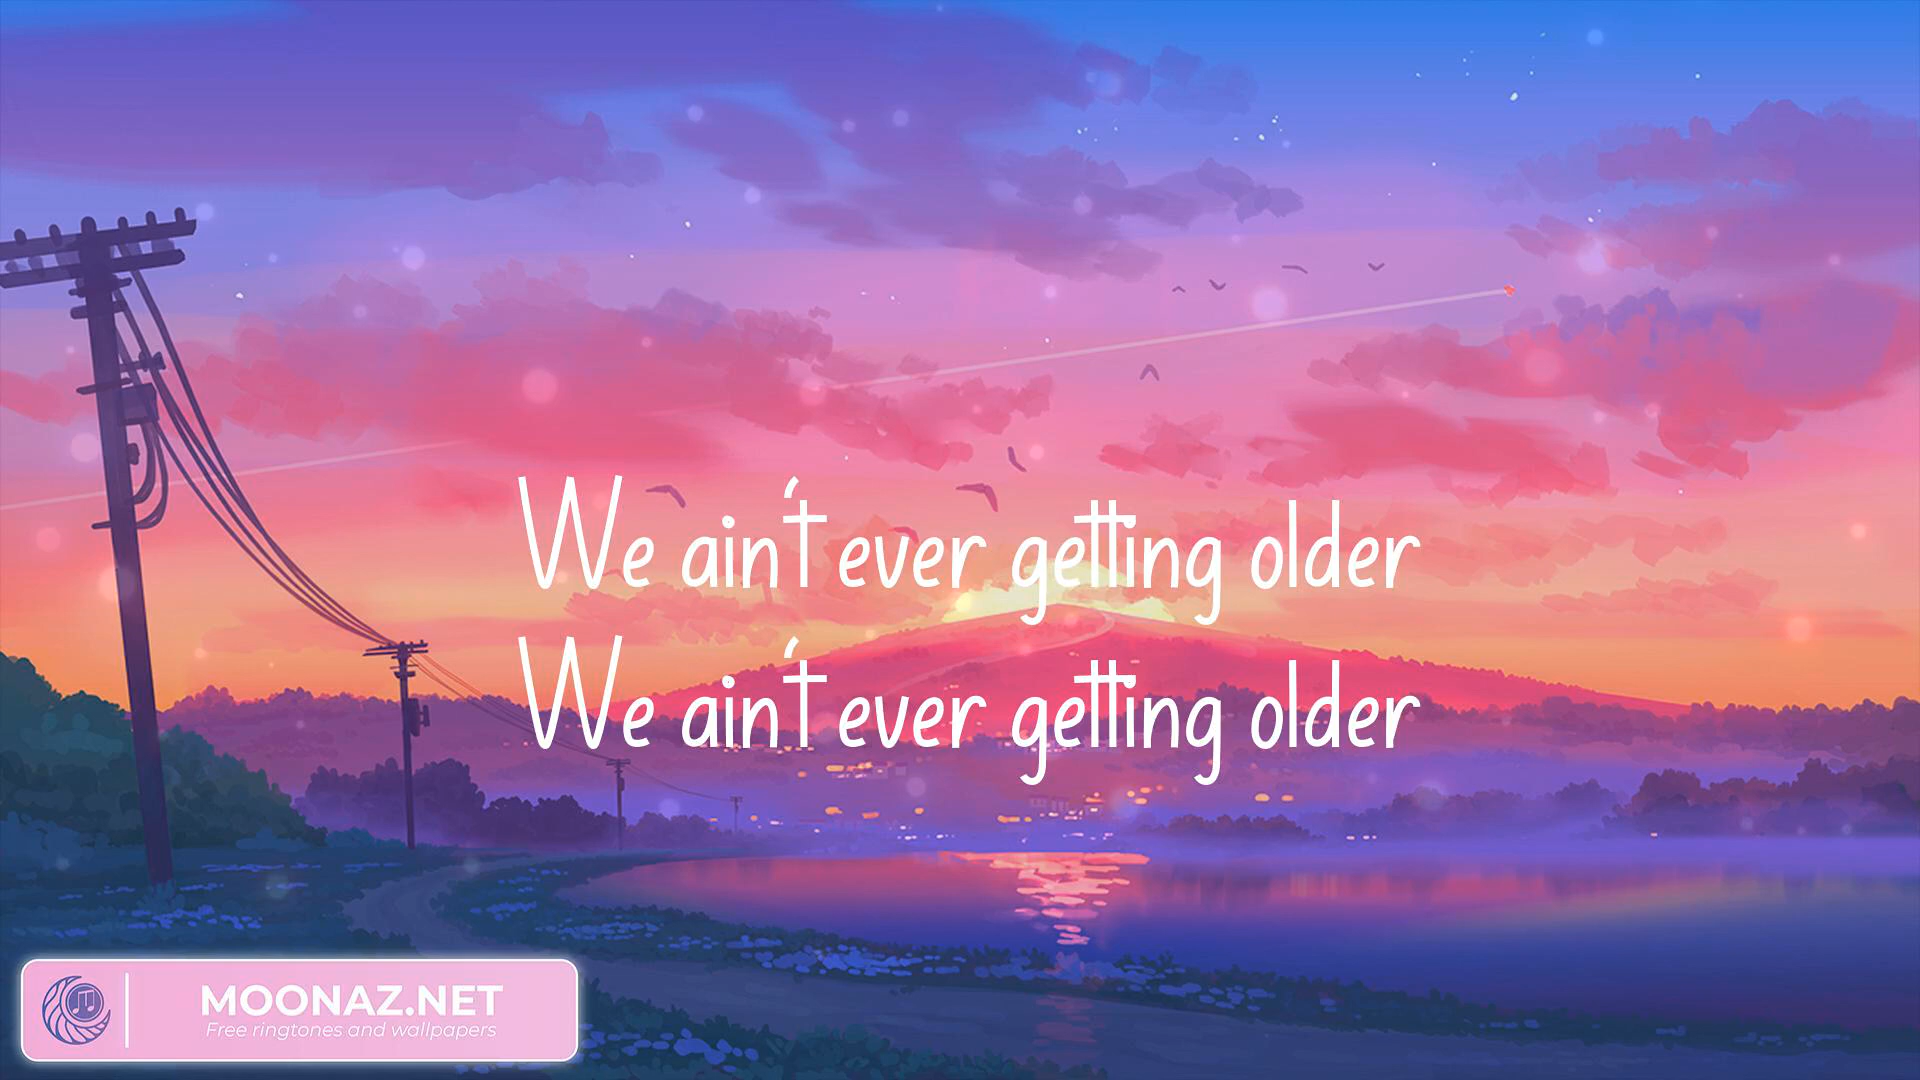 We ain't ever getting older
We ain't ever getting older
MOONAZ.NET
Free ringtones and wallpapers